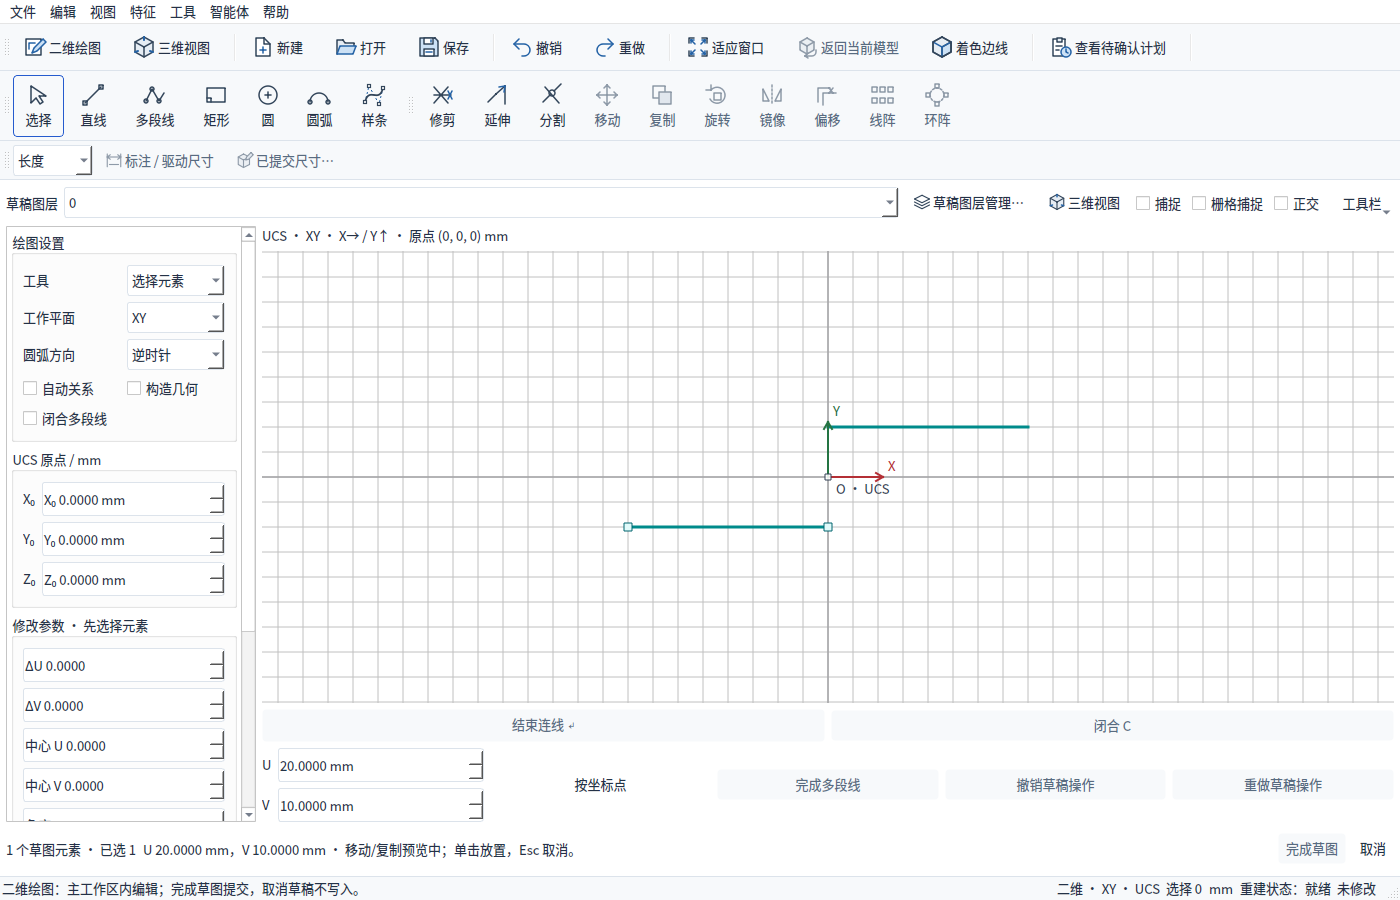 文件 编辑 视图 特征 工具 智能体 帮助
二维绘图 三维视图 新建 打开 保存 撤销 重做 适应窗口 返回当前模型 着色边线 查看待确认计划
选择 直线 多段线 矩形 圆 圆弧 样条 修剪 延伸 分割 移动 复制 旋转 镜像 偏移 线阵 环阵
长度 标注 / 驱动尺寸 已提交尺寸…
草稿图层 0 草稿图层管理… 三维视图 捕捉 栅格捕捉 正交 工具栏
绘图设置
工具 选择元素
工作平面 XY
圆弧方向 逆时针
自动关系 构造几何
闭合多段线
UCS 原点 / mm
X₀ X₀ 0.0000 mm
Y₀ Y₀ 0.0000 mm
Z₀ Z₀ 0.0000 mm
修改参数 · 先选择元素
ΔU 0.0000
ΔV 0.0000
中心 U 0.0000
中心 V 0.0000
UCS · XY · X→ / Y↑ · 原点 (0, 0, 0) mm
Y
X
O · UCS
结束连线 ↲ 闭合 C
U 20.0000 mm
V 10.0000 mm
按坐标点 完成多段线 撤销草稿操作 重做草稿操作
1 个草图元素 · 已选 1 U 20.0000 mm，V 10.0000 mm · 移动/复制预览中；单击放置，Esc 取消。
完成草图 取消
二维绘图：主工作区内编辑；完成草图提交，取消草稿不写入。
二维 · XY · UCS 选择 0 mm 重建状态：就绪 未修改